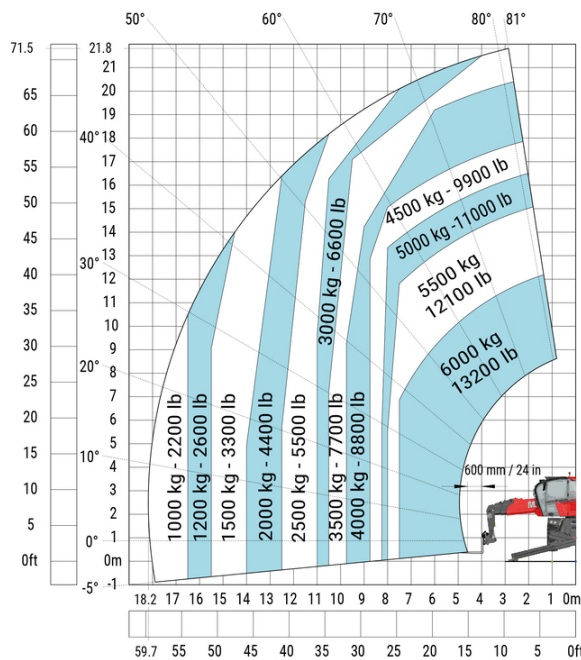 50°
60°
70°
80° 81°
71.5
21.8
65
60
55
50
45
40
35
30
25
20
15
10
5
0ft
21
20
19
40° 18
17
16
15
14
30° 13
12
11
10
9
20° 8
7
6
5
10° 4
3
2
1
0°
0m
-5° -1
4500 kg - 9900 lb
5000 kg -11000 lb
5500 kg
12100 lb
6000 kg
13200 lb
3000 kg - 6600 lb
1000 kg - 2200 lb
1200 kg - 2600 lb
1500 kg - 3300 lb
2000 kg - 4400 lb
2500 kg - 5500 lb
3500 kg - 7700 lb
4000 kg - 8800 lb
600 mm / 24 in
18.2 17 16 15 14 13 12 11 10 9 8 7 6 5 4 3 2 1 0m
59.7 55 50 45 40 35 30 25 20 15 10 5 0ft